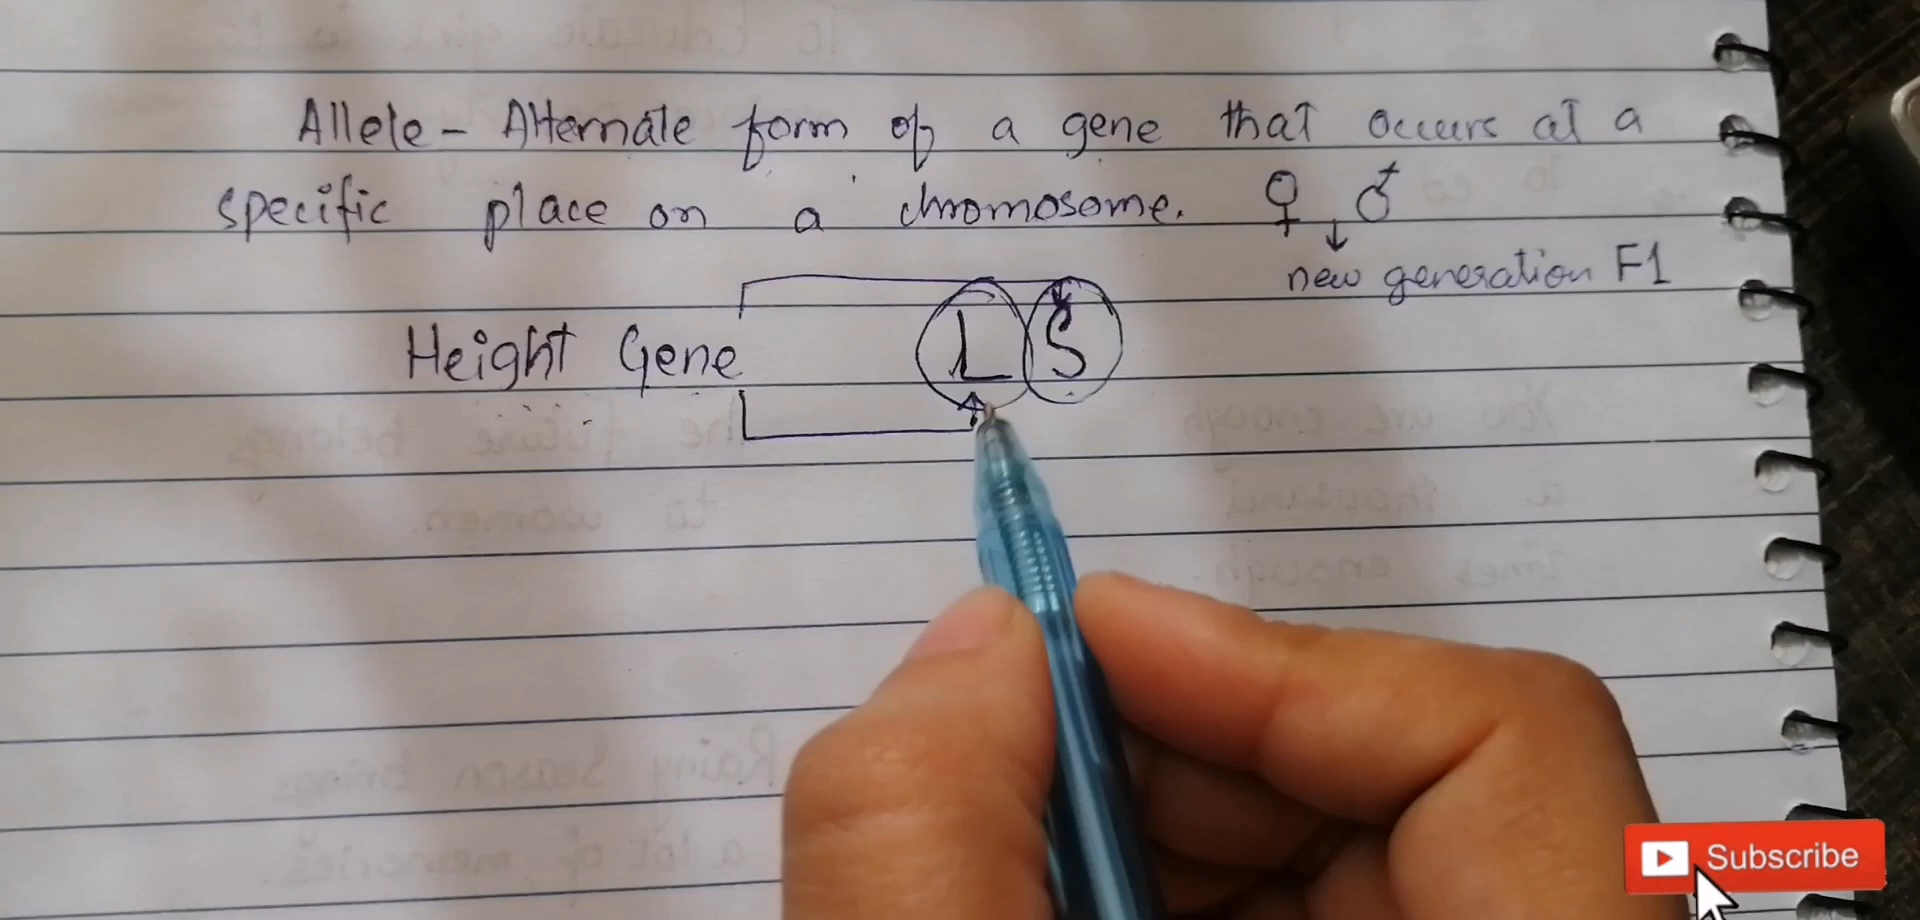 Allele - Alternate form of a gene that occurs at a
specific place on a chromosome. ♀ ♂
↓
new generation F1
Height Gene L S
Subscribe